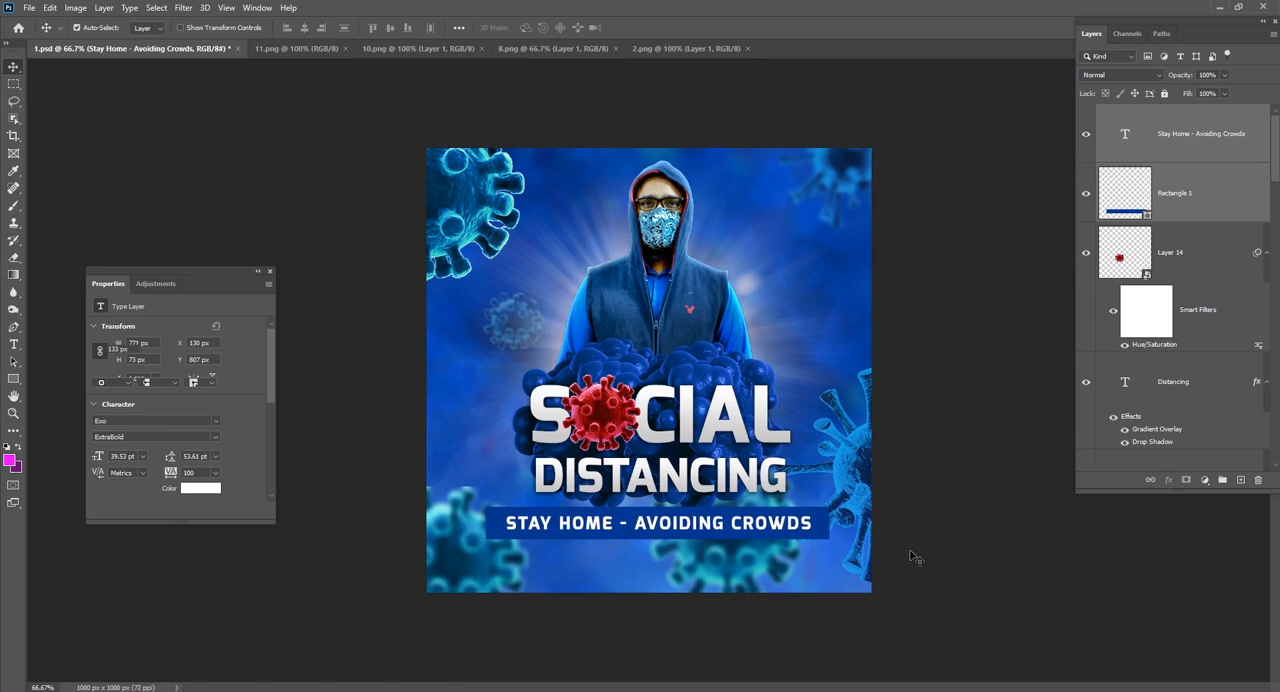 Ps File Edit Image Layer Type Select Filter 3D View Window Help
Auto-Select: Layer Show Transform Controls 3D Mode:
1.psd @ 66.7% (Stay Home - Avoiding Crowds, RGB/8#) * × 11.png @ 100% (RGB/8) × 10.png @ 100% (Layer 1, RGB/8) × 8.png @ 66.7% (Layer 1, RGB/8) × 2.png @ 100% (Layer 1, RGB/8) ×
Layers Channels Paths
Kind
Normal Opacity: 100%
Lock: Fill: 100%
Stay Home - Avoiding Crowds
Rectangle 1
Layer 14
Smart Filters
Hue/Saturation
Distancing fx
Effects
Gradient Overlay
Drop Shadow
Properties Adjustments
Type Layer
Transform
W 771 px X 130 px
133 px
H 73 px Y 807 px
Character
Exo
ExtraBold
39.53 pt 53.61 pt
Metrics 100
Color
SOCIAL
DISTANCING
STAY HOME - AVOIDING CROWDS
66.67% 1000 px x 1000 px (72 ppi)